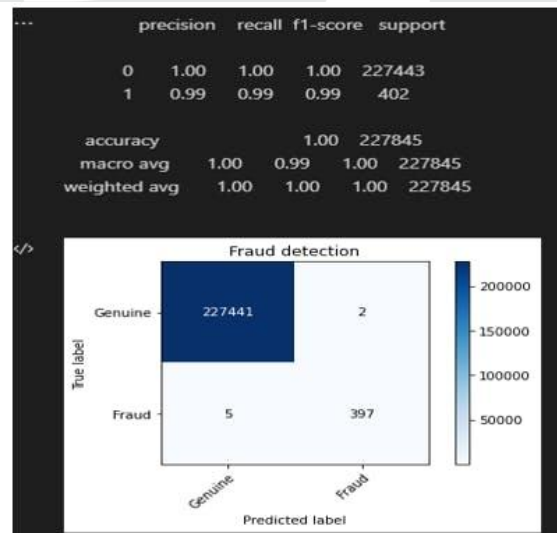 ...
precision recall f1-score support
0 1.00 1.00 1.00 227443
1 0.99 0.99 0.99 402
accuracy 1.00 227845
macro avg 1.00 0.99 1.00 227845
weighted avg 1.00 1.00 1.00 227845
</>
Fraud detection
Genuine 227441 2
Fraud 5 397
True label
Genuine Fraud
Predicted label
200000
150000
100000
50000